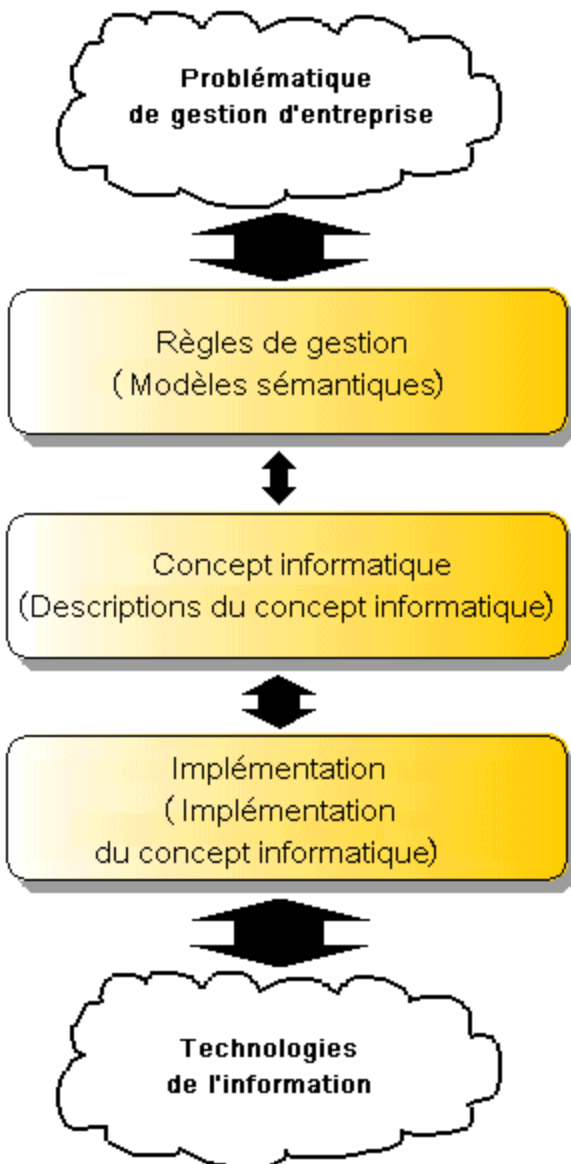 Problématique
de gestion d'entreprise
Règles de gestion
( Modèles sémantiques)
Concept informatique
(Descriptions du concept informatique)
Implémentation
( Implémentation
du concept informatique)
Technologies
de l'information